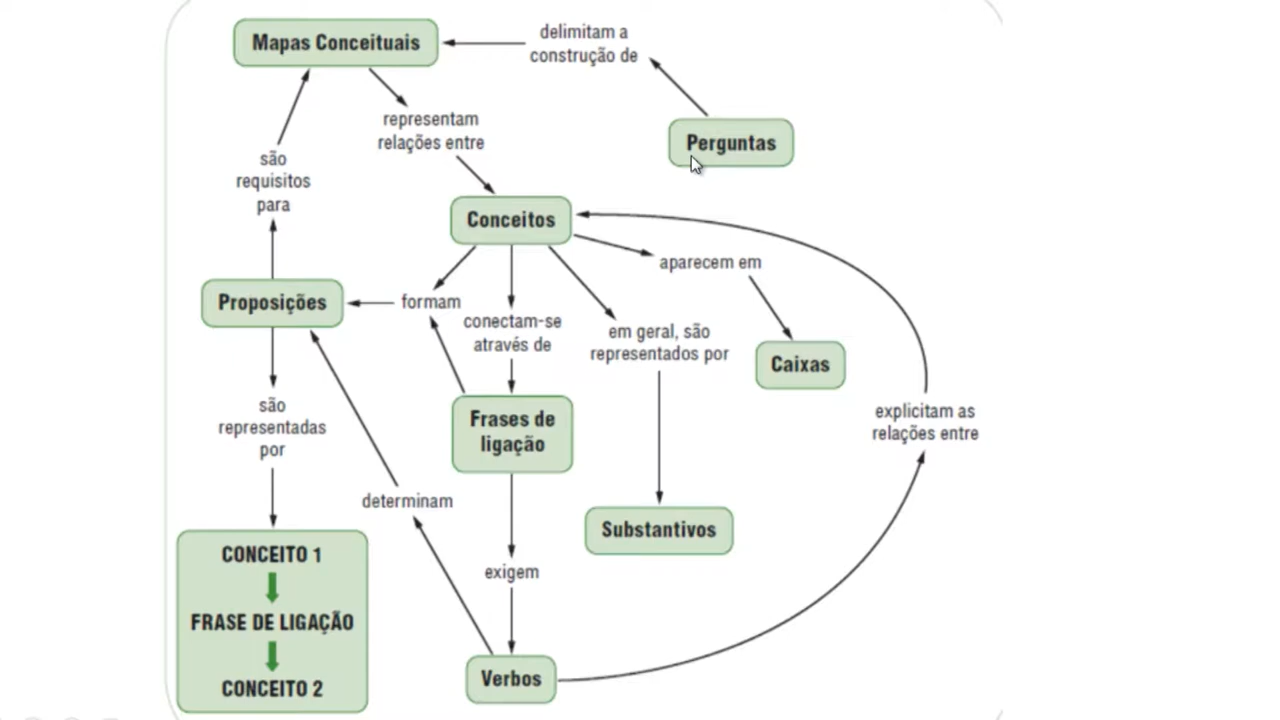 Mapas Conceituais
delimitam a
construção de
Perguntas
representam
relações entre
são
requisitos
para
Conceitos
aparecem em
Proposições
formam
conectam-se
através de
em geral, são
representados por
Caixas
são
representadas
por
Frases de
ligação
explicitam as
relações entre
determinam
Substantivos
exigem
CONCEITO 1
FRASE DE LIGAÇÃO
CONCEITO 2
Verbos